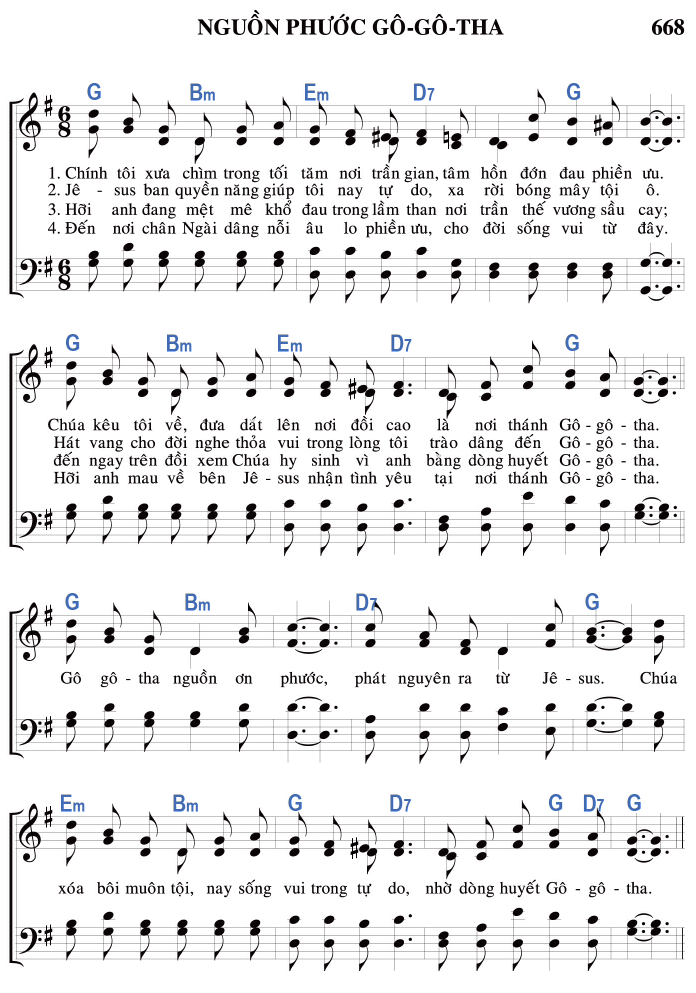 NGUỒN PHƯỚC GÔ-GÔ-THA 668
G Bm Em D7 G
6 8
1. Chính tôi xưa chìm trong tối tăm nơi trần gian, tâm hồn đớn đau phiền ưu.
2. Jê - sus ban quyền năng giúp tôi nay tự do, xa rời bóng mây tội ô.
3. Hỡi anh đang mệt mê khổ đau trong lầm than nơi trần thế vương sầu cay;
4. Đến nơi chân Ngài dâng nỗi âu lo phiền ưu, cho đời sống vui từ đây.
6 8
G Bm Em D7 G
Chúa kêu tôi về, đưa dất lên nơi đồi cao là nơi thánh Gô - gô - tha.
Hát vang cho đời nghe thỏa vui trong lòng tôi trào dâng đến Gô - gô - tha.
đến ngay trên đồi xem Chúa hy sinh vì anh bằng dòng huyết Gô - gô - tha.
Hỡi anh mau về bên Jê - sus nhận tình yêu tại nơi thánh Gô - gô - tha.
G Bm D7 G
Gô gô - tha nguồn ơn phước, phát nguyên ra từ Jê - sus. Chúa
Em Bm G D7 G D7 G
xóa bôi muôn tội, nay sống vui trong tự do, nhờ dòng huyết Gô - gô - tha.